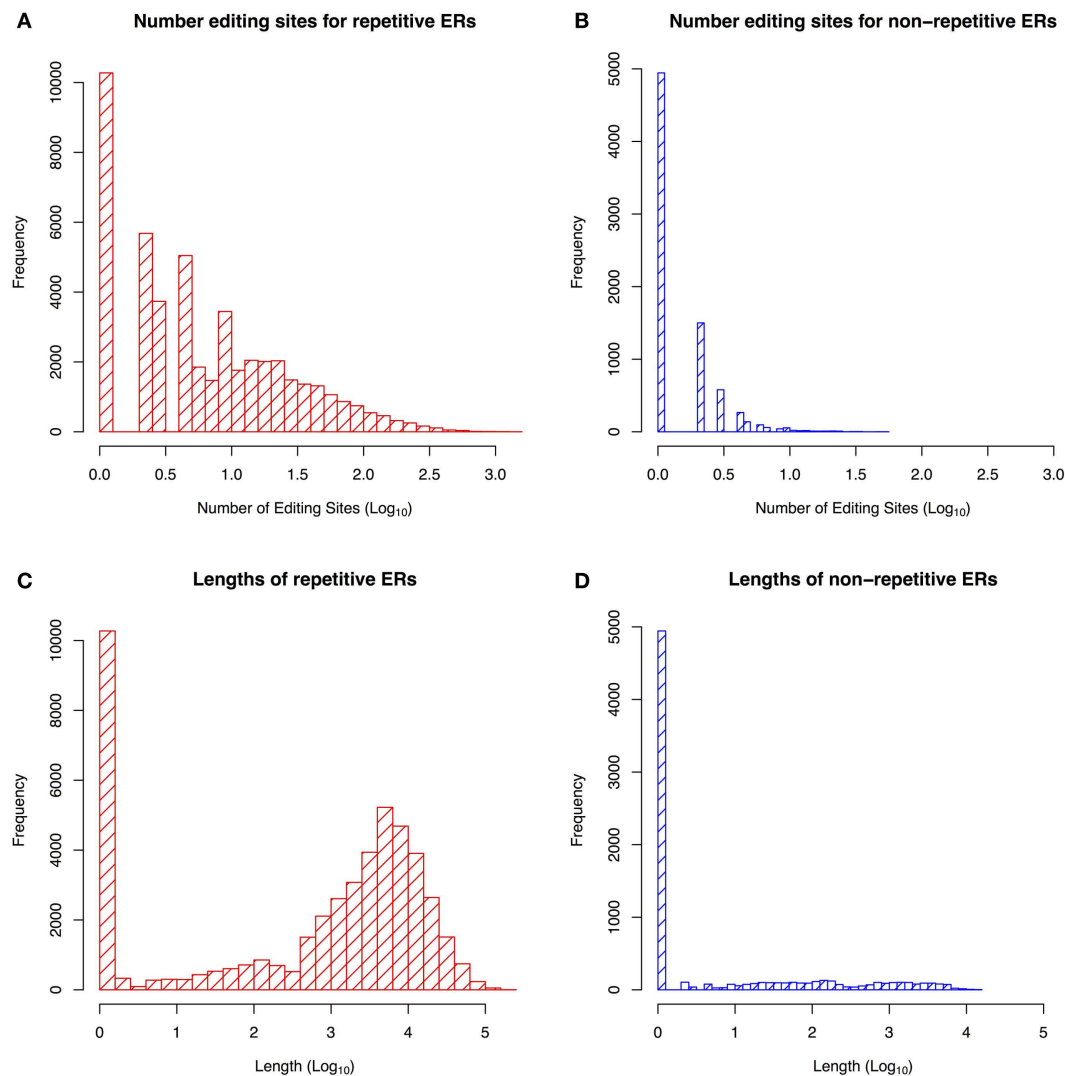 A
Number editing sites for repetitive ERs
Frequency
10000
8000
6000
4000
2000
0
0.0 0.5 1.0 1.5 2.0 2.5 3.0
Number of Editing Sites (Log10)
B
Number editing sites for non−repetitive ERs
Frequency
5000
4000
3000
2000
1000
0
0.0 0.5 1.0 1.5 2.0 2.5 3.0
Number of Editing Sites (Log10)
C
Lengths of repetitive ERs
Frequency
10000
8000
6000
4000
2000
0
0 1 2 3 4 5
Length (Log10)
D
Lengths of non−repetitive ERs
Frequency
5000
4000
3000
2000
1000
0
0 1 2 3 4 5
Length (Log10)